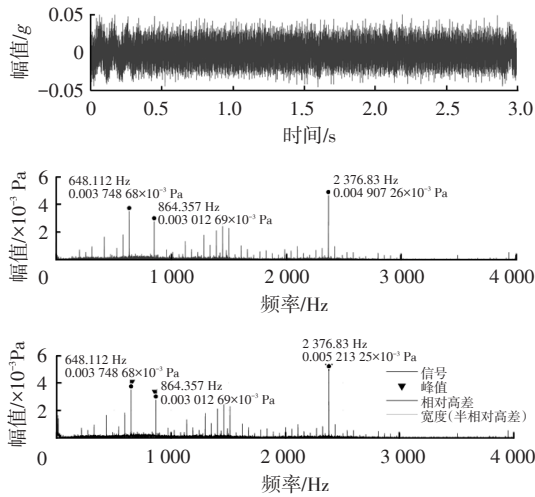 0.05
0
−0.05
幅值/g
0 0.5 1.0 1.5 2.0 2.5 3.0
时间/s
6
4
2
0
幅值/×10⁻³ Pa
648.112 Hz
0.003 748 68×10⁻³ Pa
864.357 Hz
0.003 012 69×10⁻³ Pa
2 376.83 Hz
0.004 907 26×10⁻³ Pa
1 000 2 000 3 000 4 000
频率/Hz
6
4
2
0
幅值/×10⁻³Pa
648.112 Hz
0.003 748 68×10⁻³ Pa
864.357 Hz
0.003 012 69×10⁻³ Pa
2 376.83 Hz
0.005 213 25×10⁻³ Pa
信号
峰值
相对高差
宽度(半相对高差)
1 000 2 000 3 000 4 000
频率/Hz